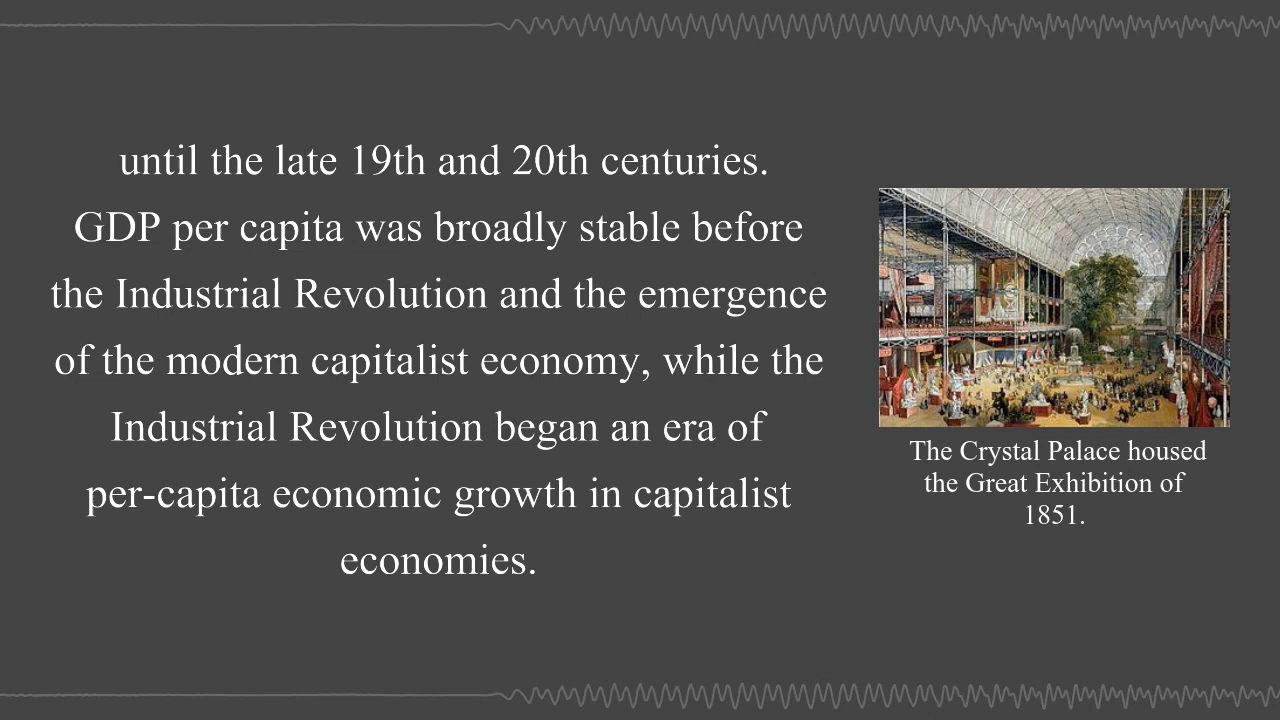 until the late 19th and 20th centuries.
GDP per capita was broadly stable before
the Industrial Revolution and the emergence
of the modern capitalist economy, while the
Industrial Revolution began an era of
per-capita economic growth in capitalist
economies.
The Crystal Palace housed
the Great Exhibition of
1851.